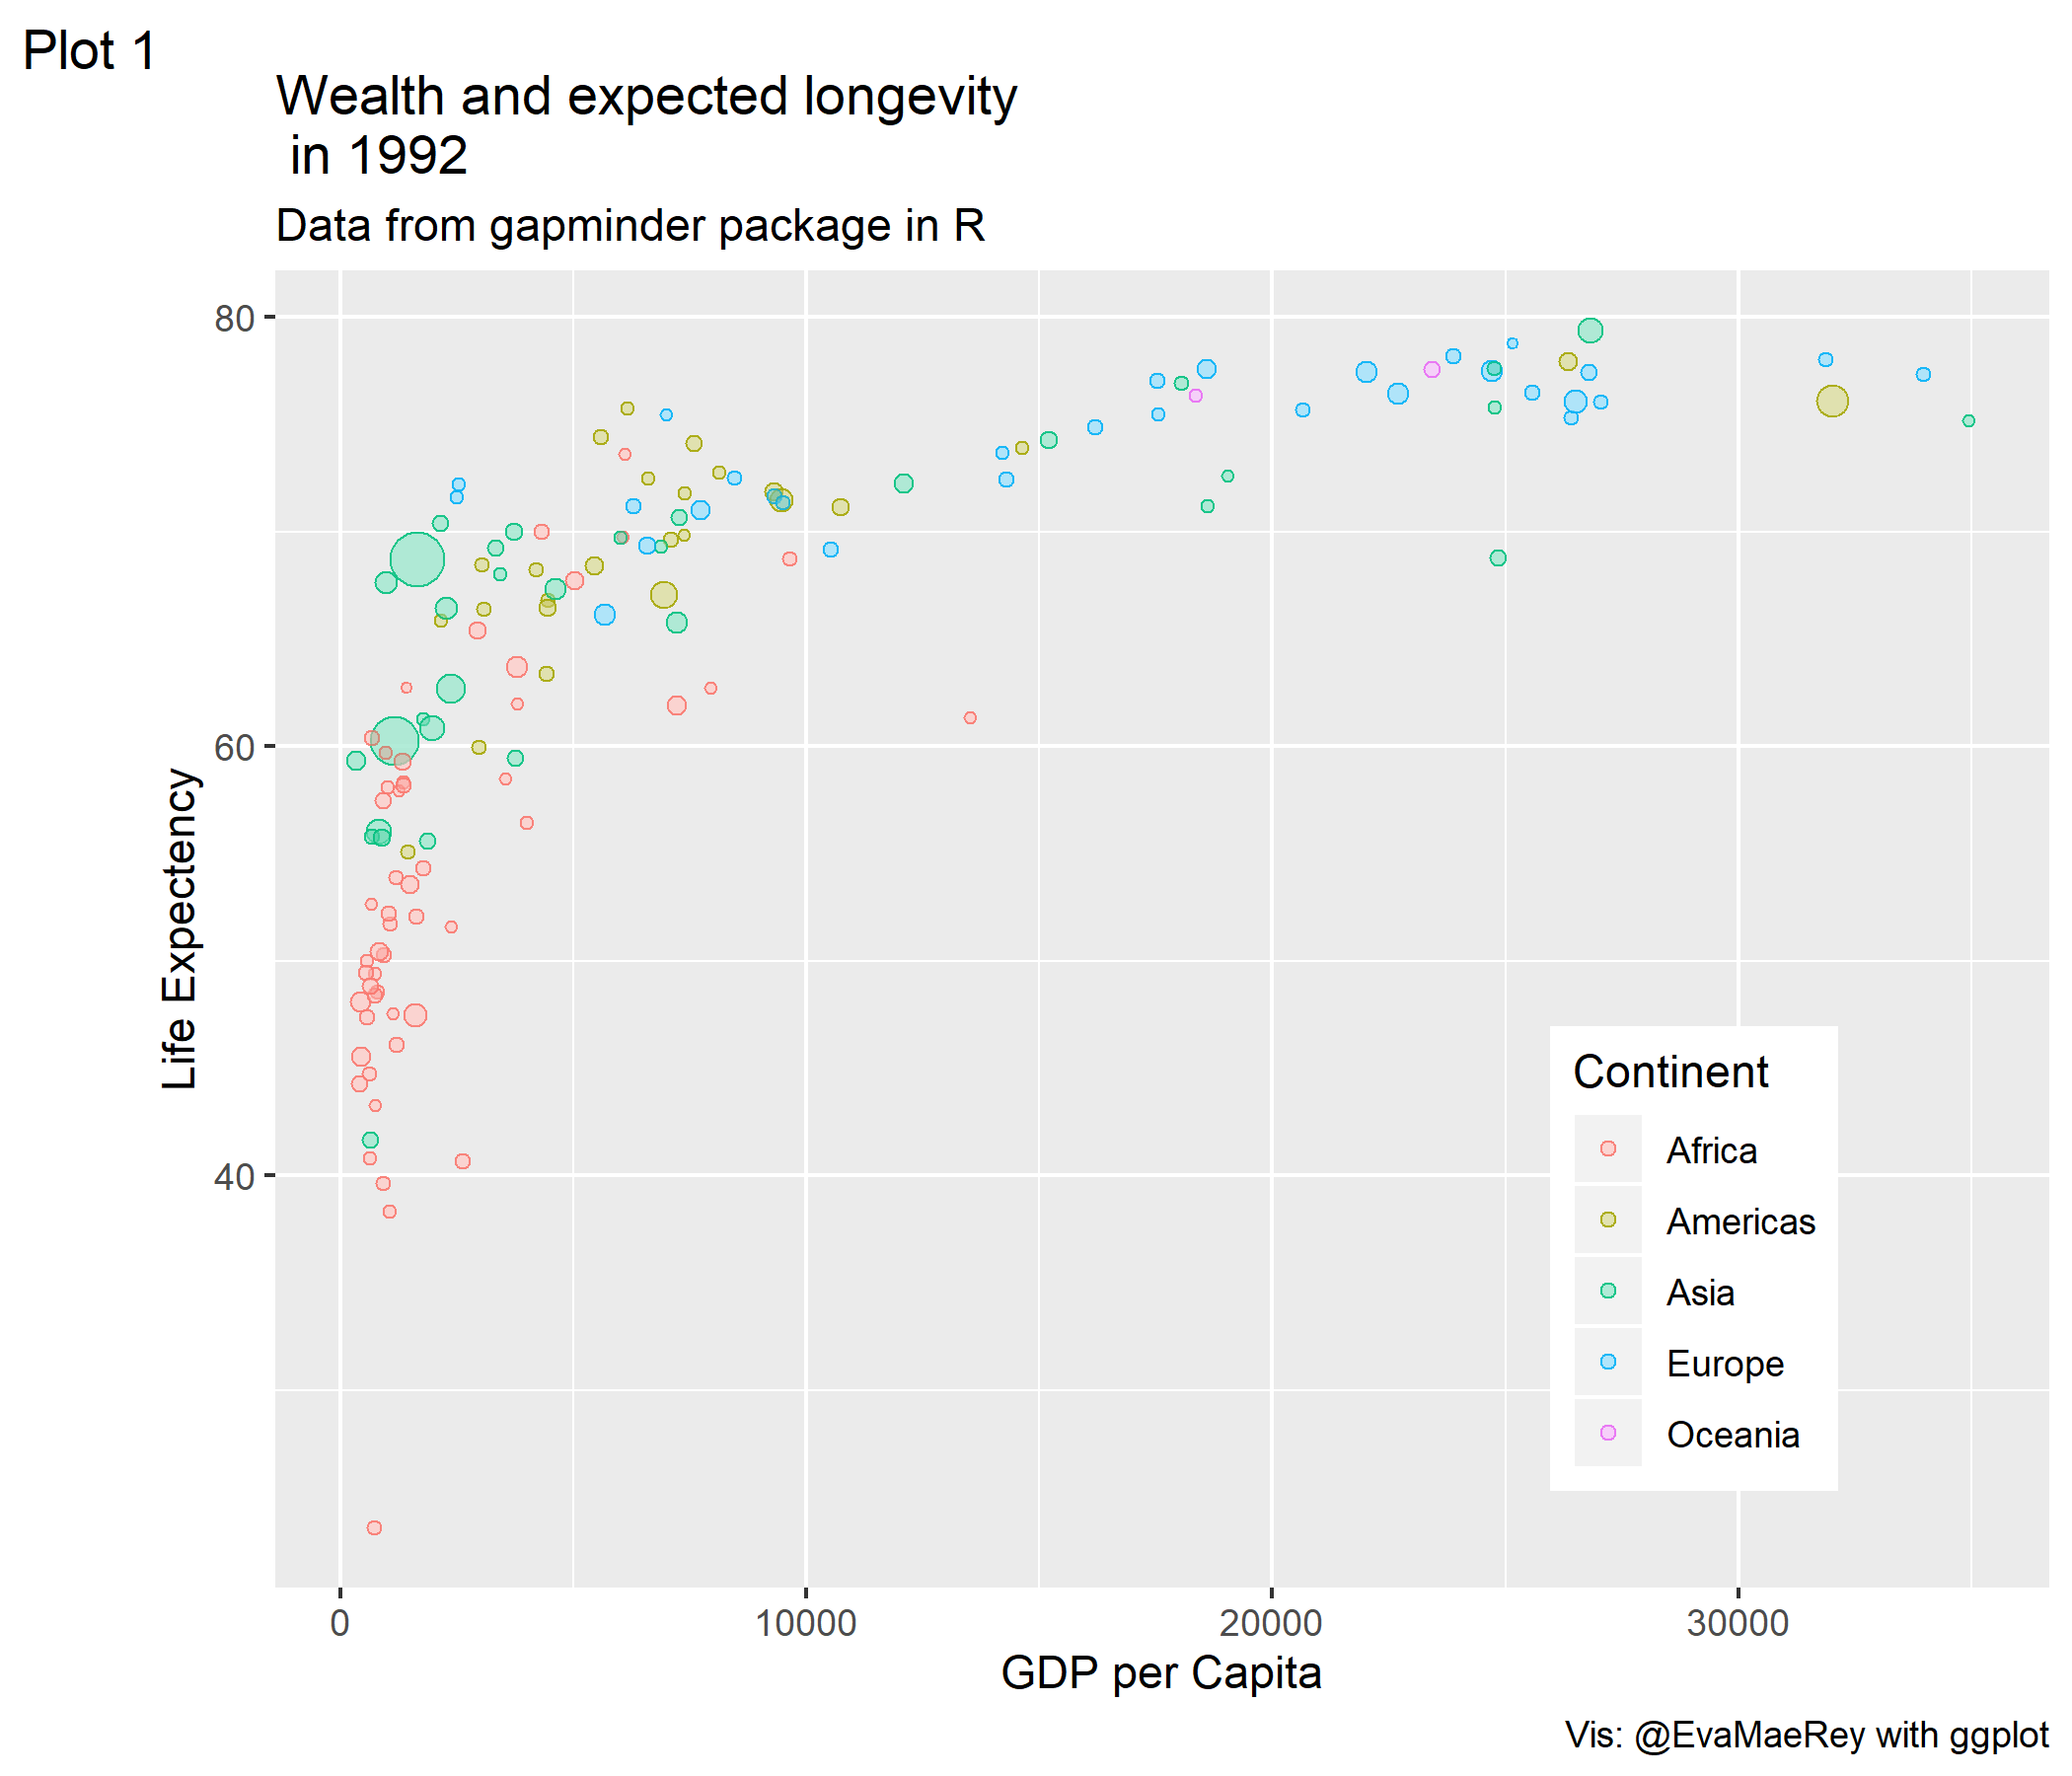 Plot 1
Wealth and expected longevity
in 1992
Data from gapminder package in R
80
60
40
Life Expectency
0
10000
20000
30000
GDP per Capita
Continent
Africa
Americas
Asia
Europe
Oceania
Vis: @EvaMaeRey with ggplot